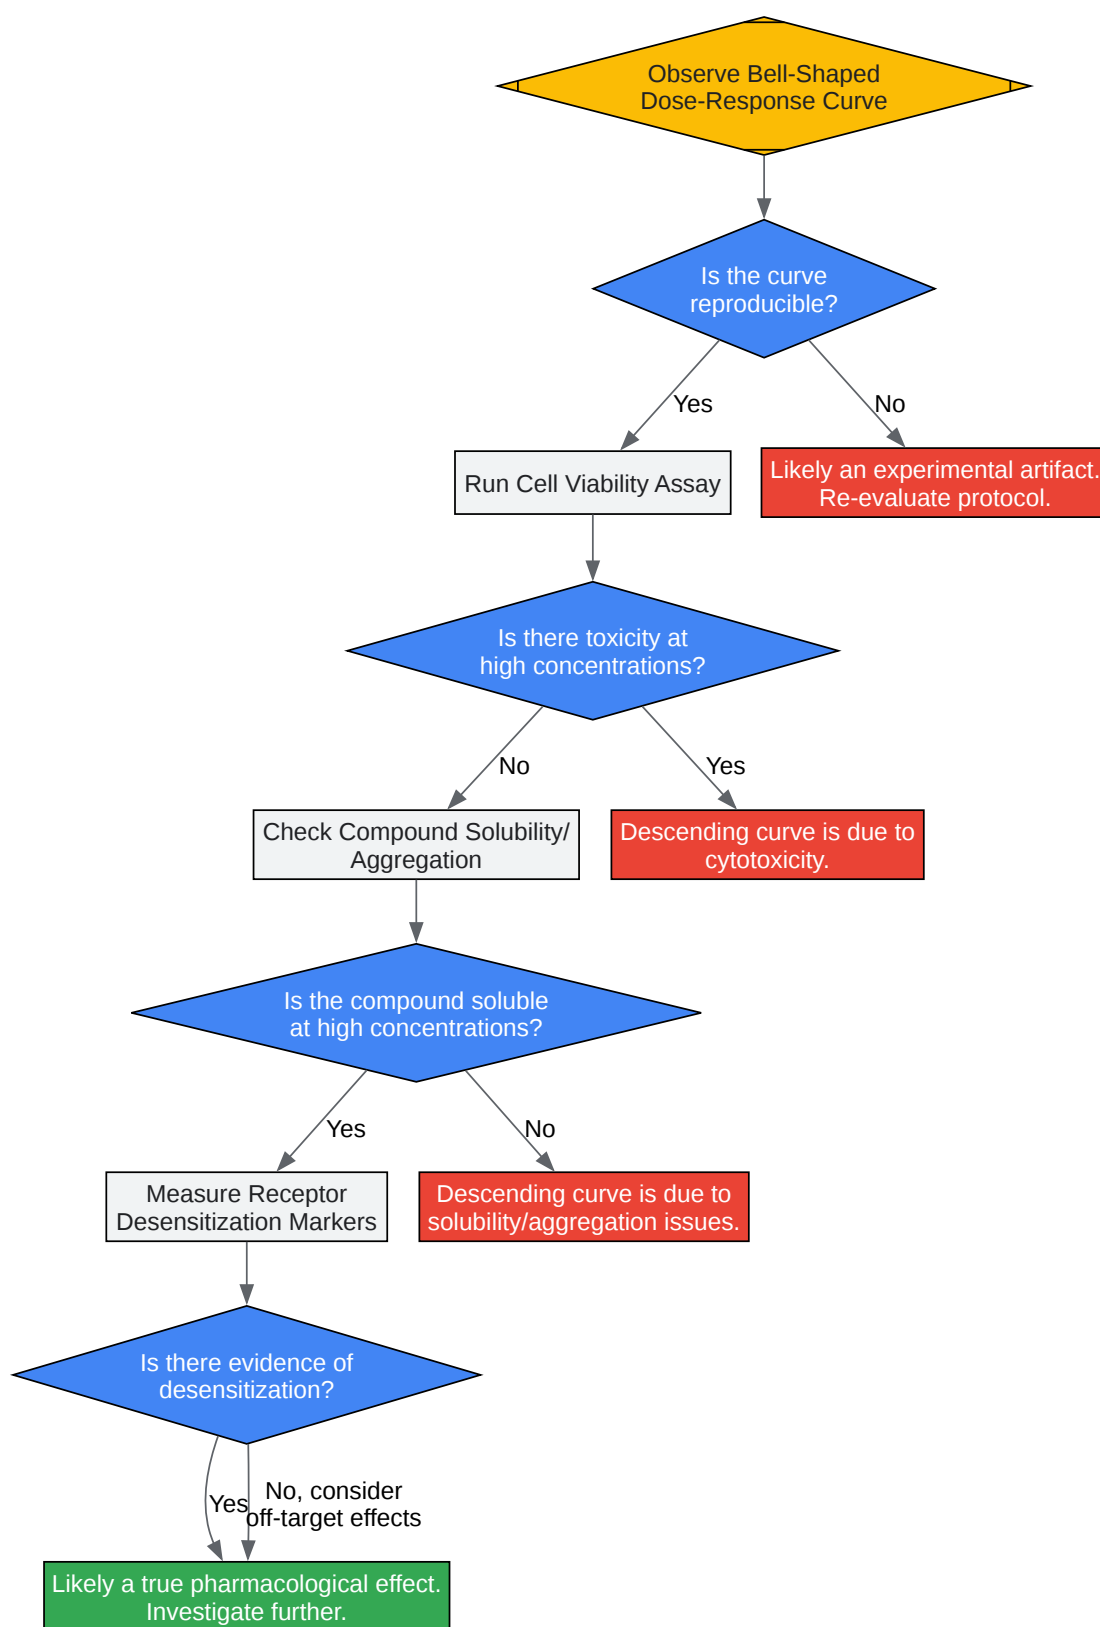 Observe Bell-Shaped
Dose-Response Curve
Is the curve
reproducible?
Yes
No
Run Cell Viability Assay
Likely an experimental artifact.
Re-evaluate protocol.
Is there toxicity at
high concentrations?
No
Yes
Check Compound Solubility/
Aggregation
Descending curve is due to
cytotoxicity.
Is the compound soluble
at high concentrations?
Yes
No
Measure Receptor
Desensitization Markers
Descending curve is due to
solubility/aggregation issues.
Is there evidence of
desensitization?
Yes
No, consider
off-target effects
Likely a true pharmacological effect.
Investigate further.